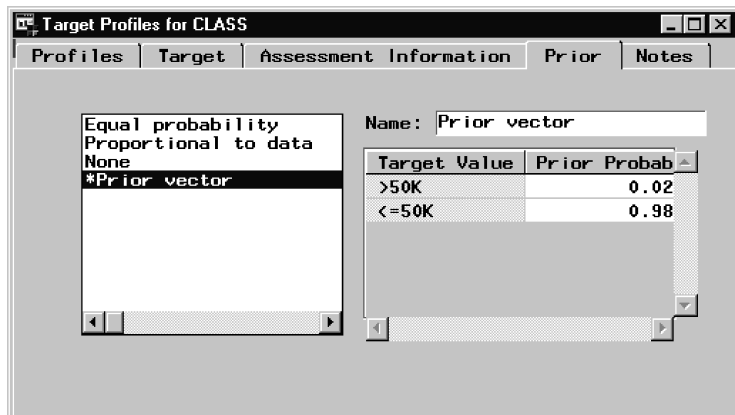 Target Profiles for CLASS
Profiles Target Assessment Information Prior Notes
Equal probability
Proportional to data
None
*Prior vector
Name: Prior vector
Target Value Prior Probab
>50K 0.02
<=50K 0.98